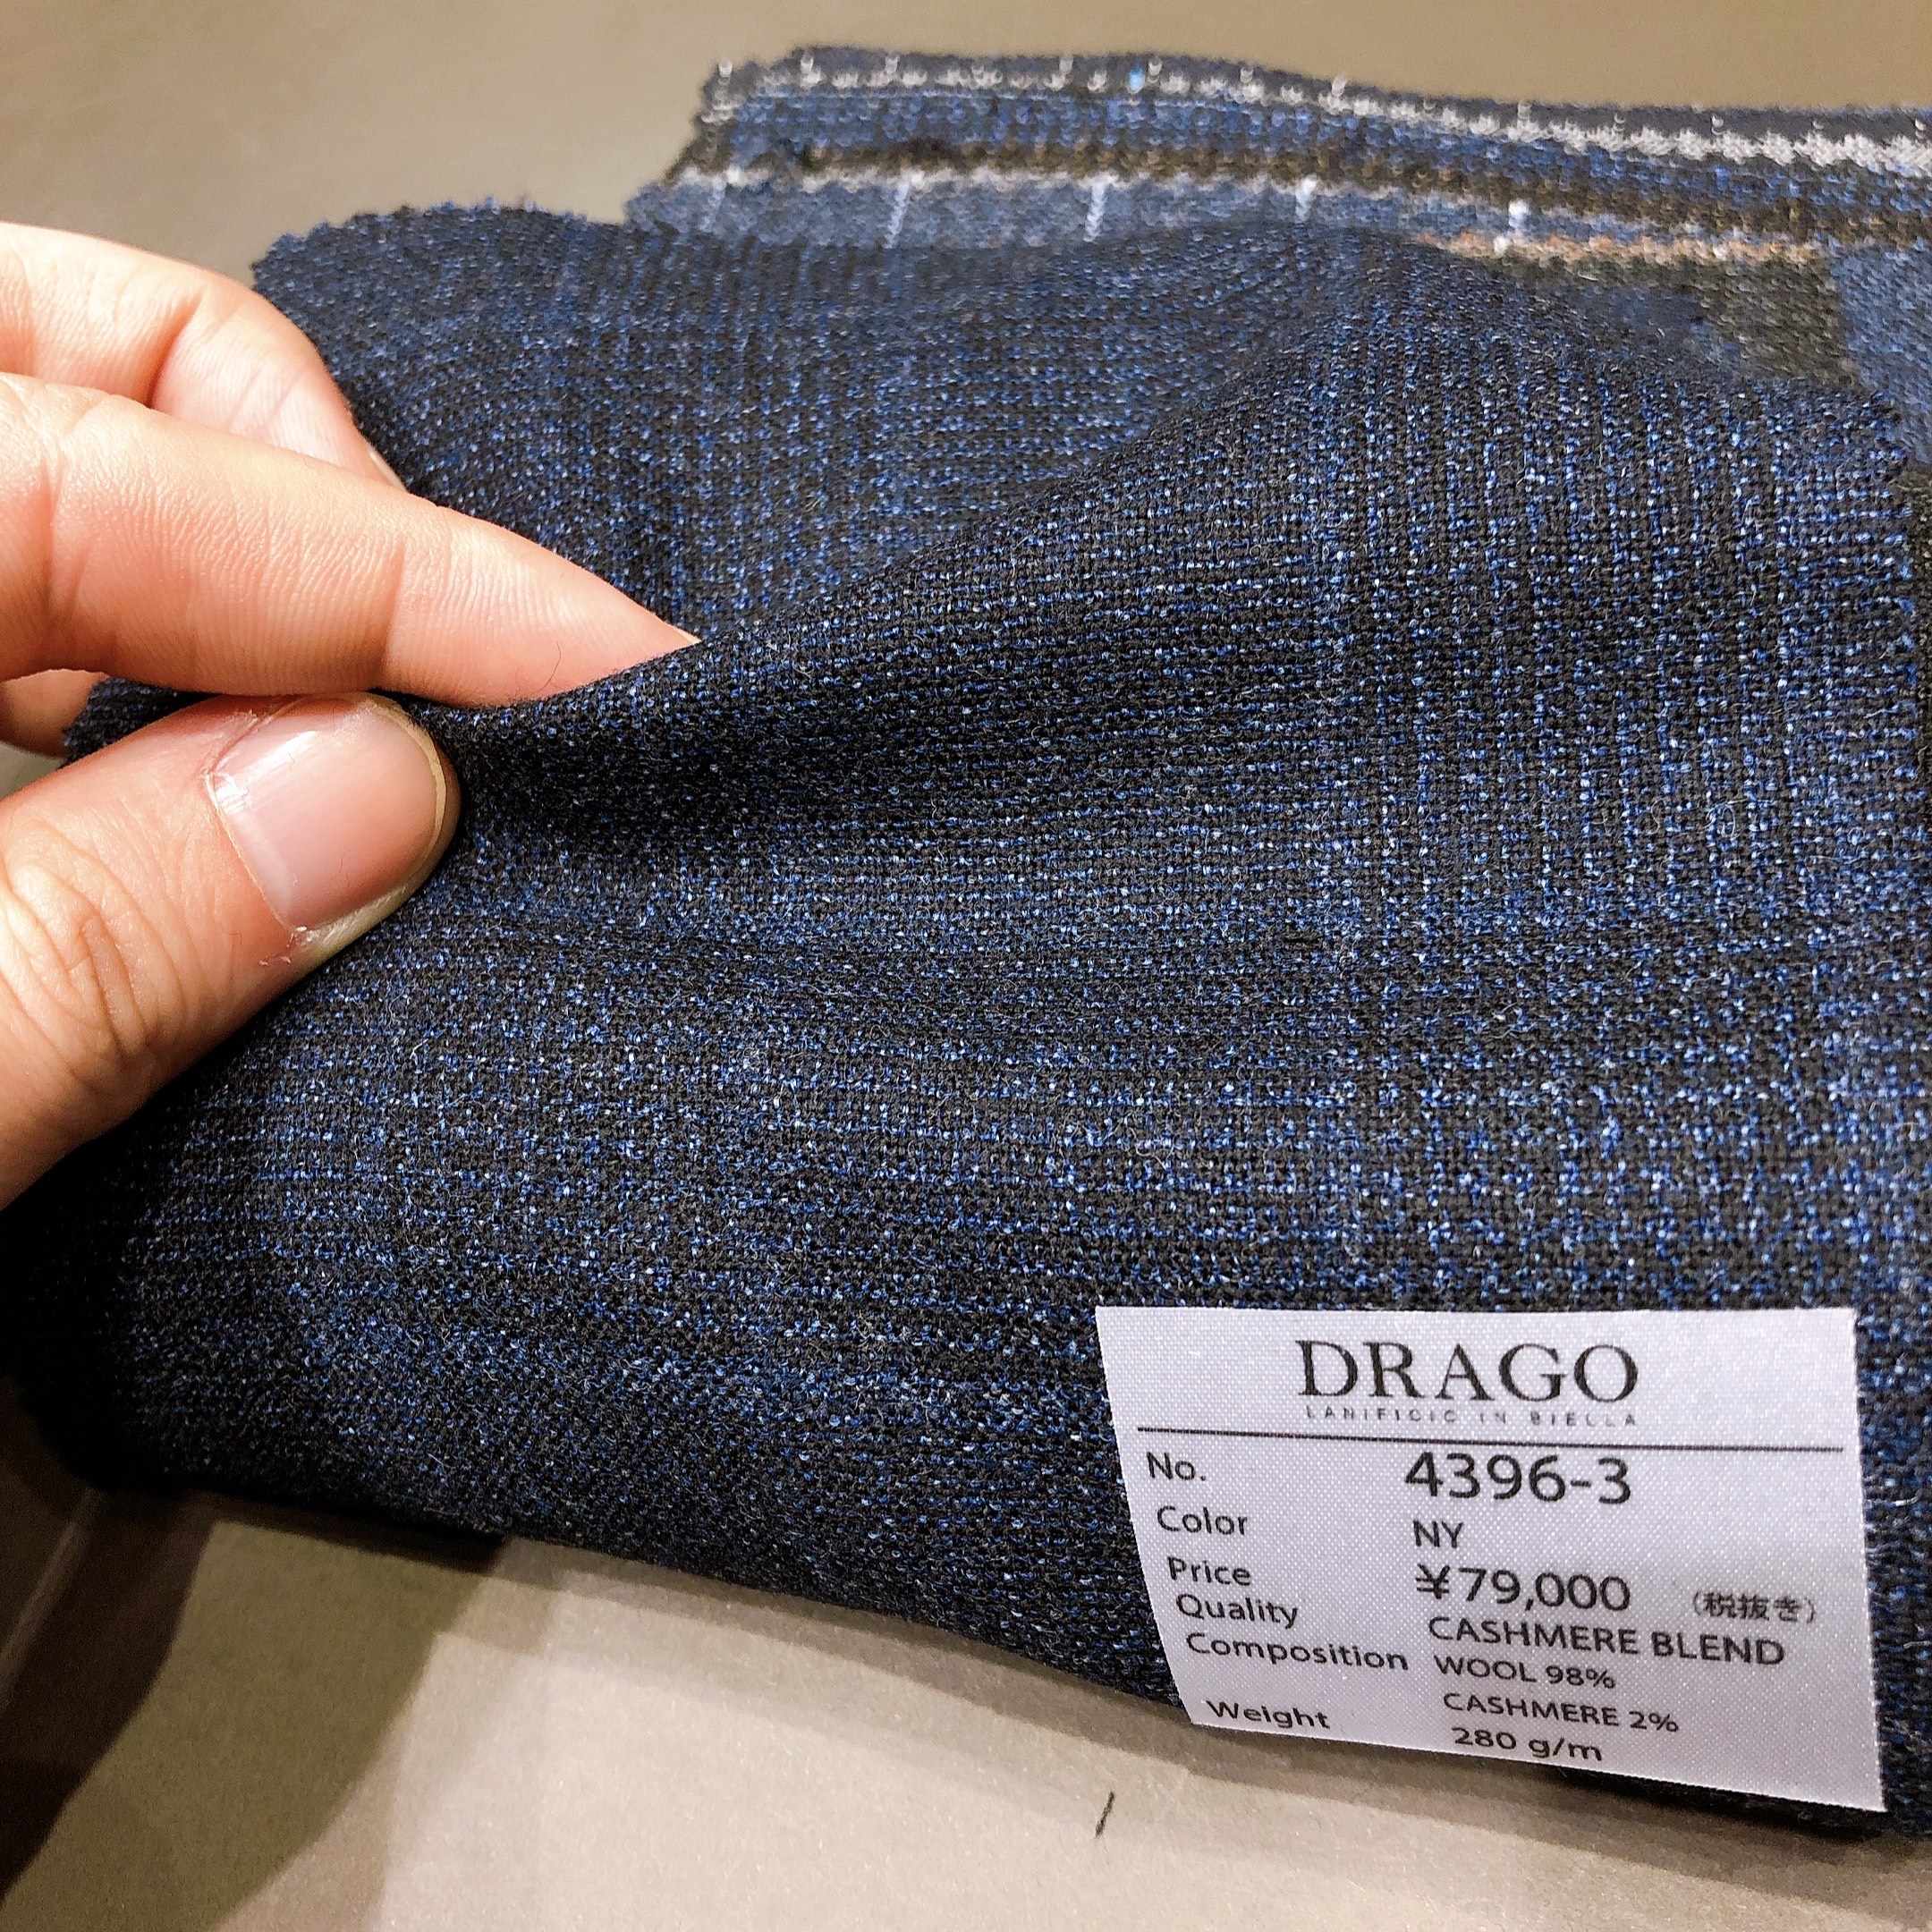 DRAGO
LANIFICIO IN BIELLA
No. 4396-3
Color NY
Price ¥79,000 (税抜き)
Quality CASHMERE BLEND
Composition WOOL 98%
CASHMERE 2%
Weight 280 g/m